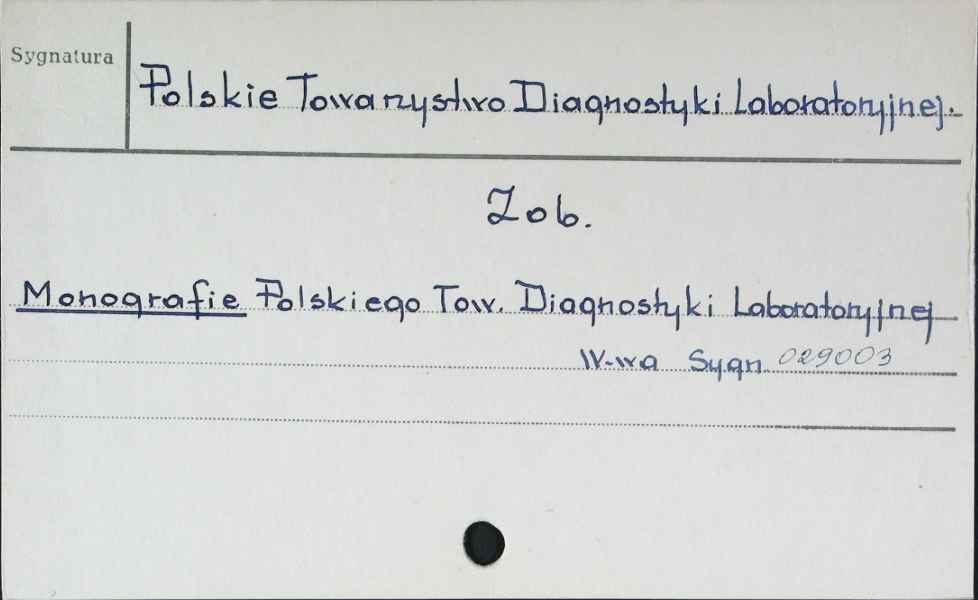 Sygnatura
Polskie Towarzystwo Diagnostyki Laboratoryjnej.
Zob.
Monografie Polskiego Tow. Diagnostyki Laboratoryjnej
W-wa Sygn. 029003